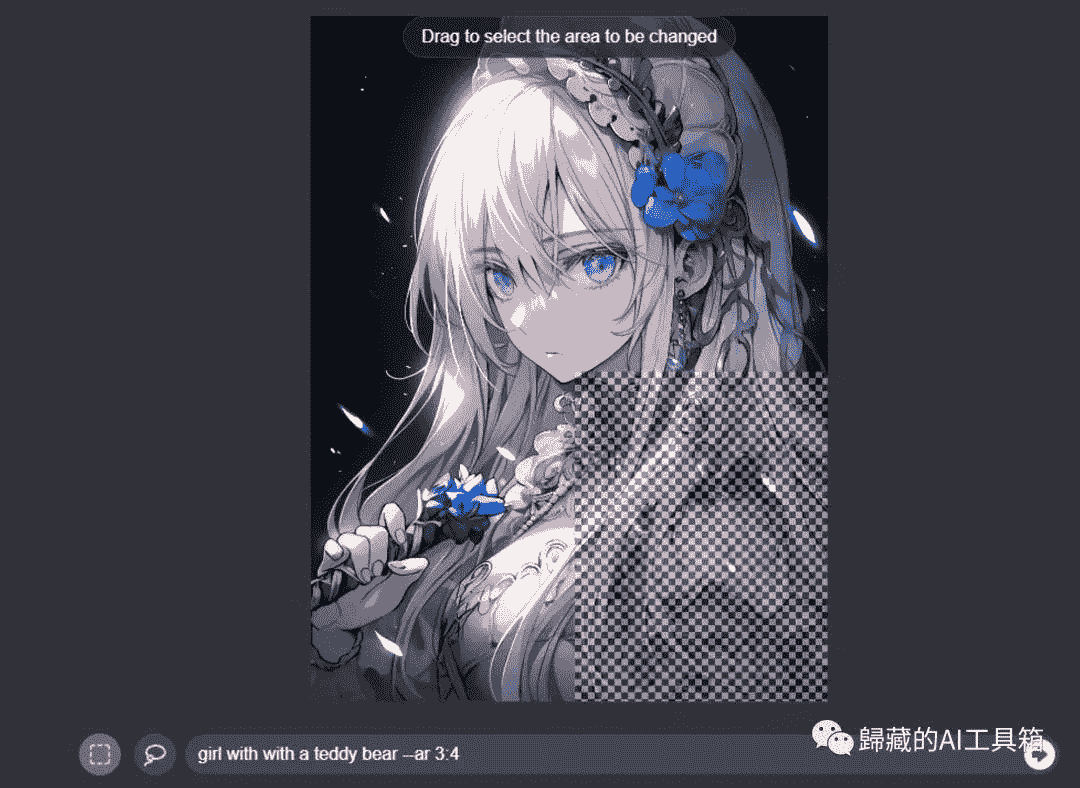 Drag to select the area to be changed
girl with with a teddy bear --ar 3:4
歸藏的AI工具箱